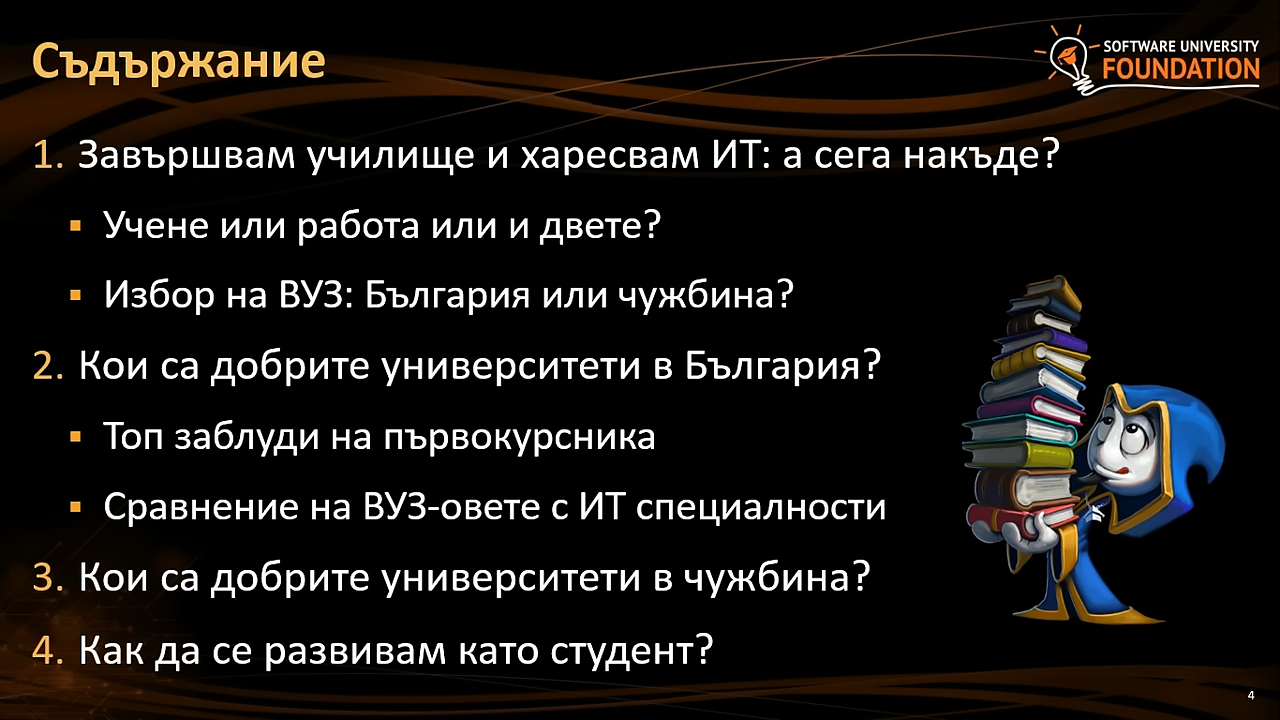 Съдържание
SOFTWARE UNIVERSITY
FOUNDATION
1. Завършвам училище и харесвам ИТ: а сега накъде?
▪ Учене или работа или и двете?
▪ Избор на ВУЗ: България или чужбина?
2. Кои са добрите университети в България?
▪ Топ заблуди на първокурсника
▪ Сравнение на ВУЗ-овете с ИТ специалности
3. Кои са добрите университети в чужбина?
4. Как да се развивам като студент?
4